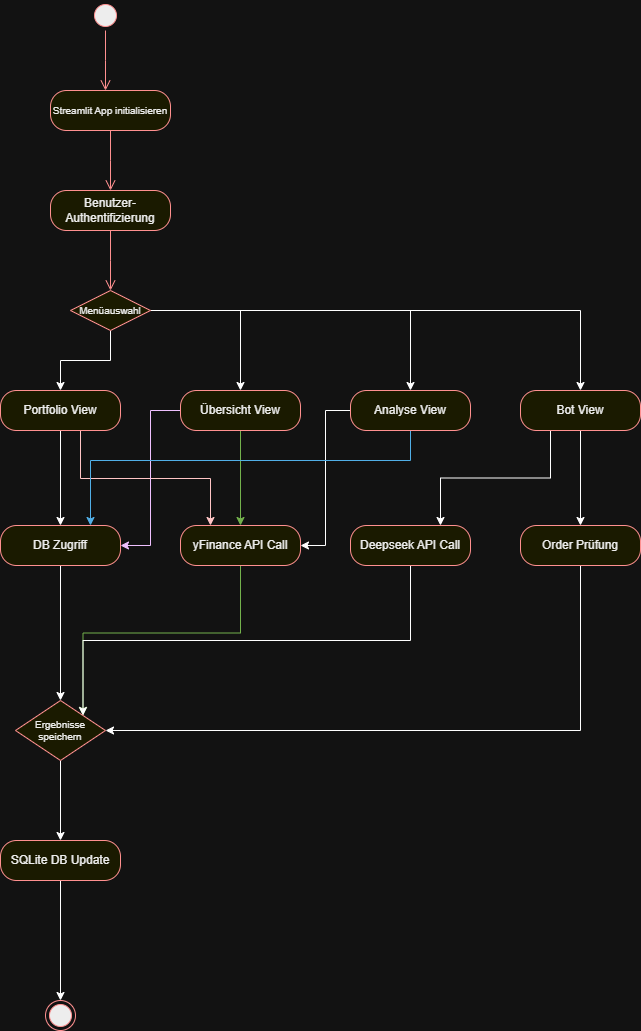 Streamlit App initialisieren
Benutzer-
Authentifizierung
Menüauswahl
Portfolio View
Übersicht View
Analyse View
Bot View
DB Zugriff
yFinance API Call
Deepseek API Call
Order Prüfung
Ergebnisse
speichern
SQLite DB Update